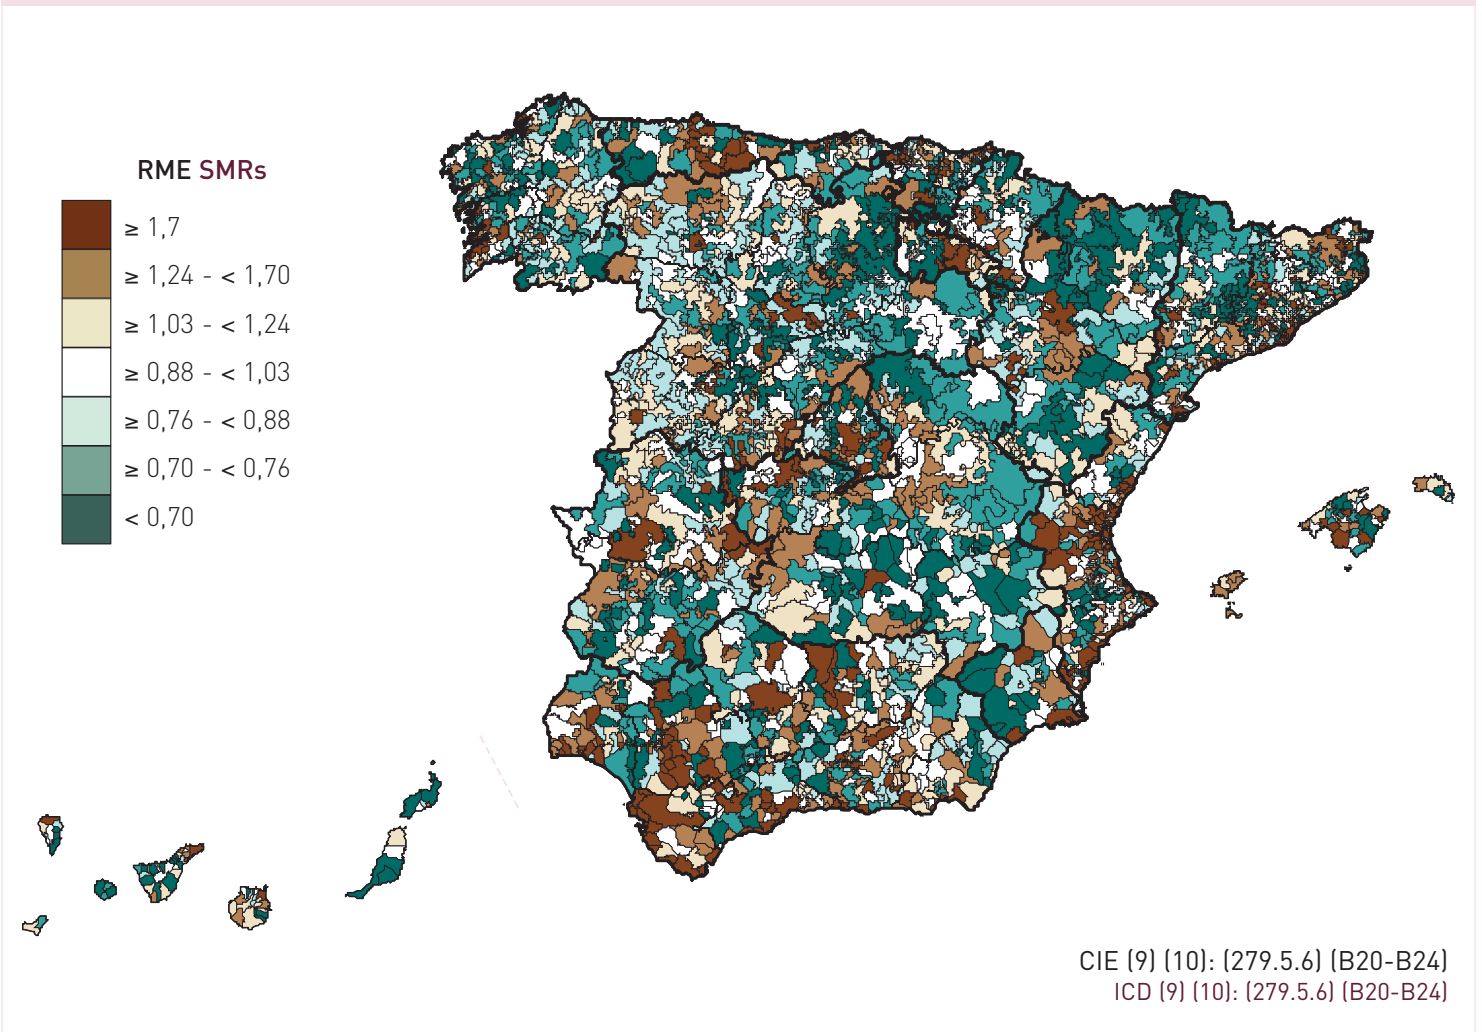 RME SMRs
≥ 1,7
≥ 1,24 - < 1,70
≥ 1,03 - < 1,24
≥ 0,88 - < 1,03
≥ 0,76 - < 0,88
≥ 0,70 - < 0,76
< 0,70
CIE (9) (10): (279.5.6) (B20-B24)
ICD (9) (10): (279.5.6) (B20-B24)